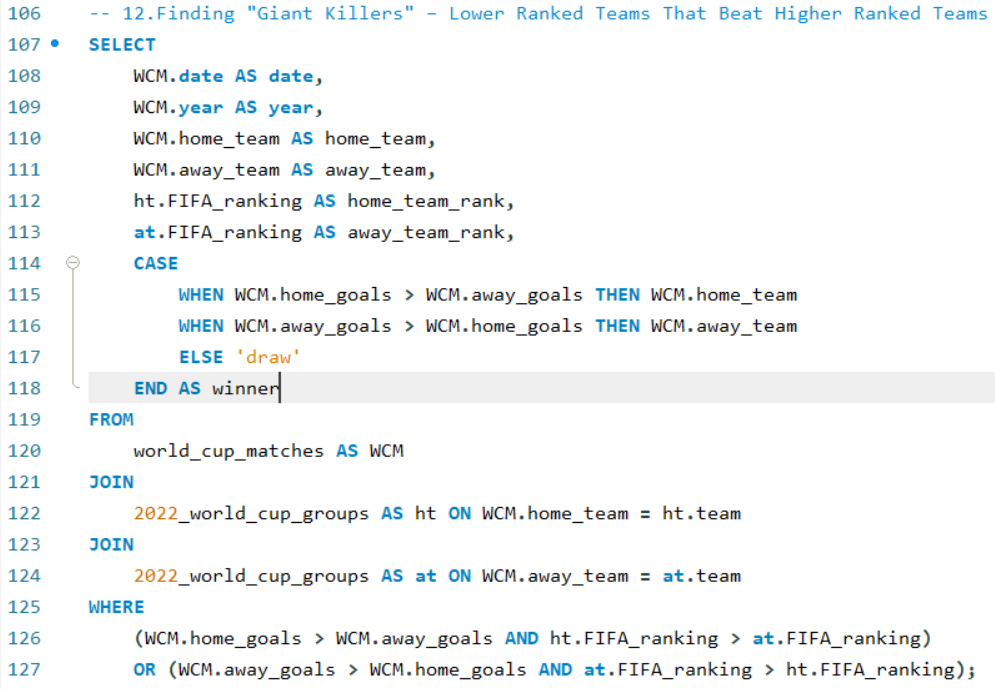 106 -- 12.Finding "Giant Killers" – Lower Ranked Teams That Beat Higher Ranked Teams
107 SELECT
108 WCM.date AS date,
109 WCM.year AS year,
110 WCM.home_team AS home_team,
111 WCM.away_team AS away_team,
112 ht.FIFA_ranking AS home_team_rank,
113 at.FIFA_ranking AS away_team_rank,
114 CASE
115 WHEN WCM.home_goals > WCM.away_goals THEN WCM.home_team
116 WHEN WCM.away_goals > WCM.home_goals THEN WCM.away_team
117 ELSE 'draw'
118 END AS winner
119 FROM
120 world_cup_matches AS WCM
121 JOIN
122 2022_world_cup_groups AS ht ON WCM.home_team = ht.team
123 JOIN
124 2022_world_cup_groups AS at ON WCM.away_team = at.team
125 WHERE
126 (WCM.home_goals > WCM.away_goals AND ht.FIFA_ranking > at.FIFA_ranking)
127 OR (WCM.away_goals > WCM.home_goals AND at.FIFA_ranking > ht.FIFA_ranking);